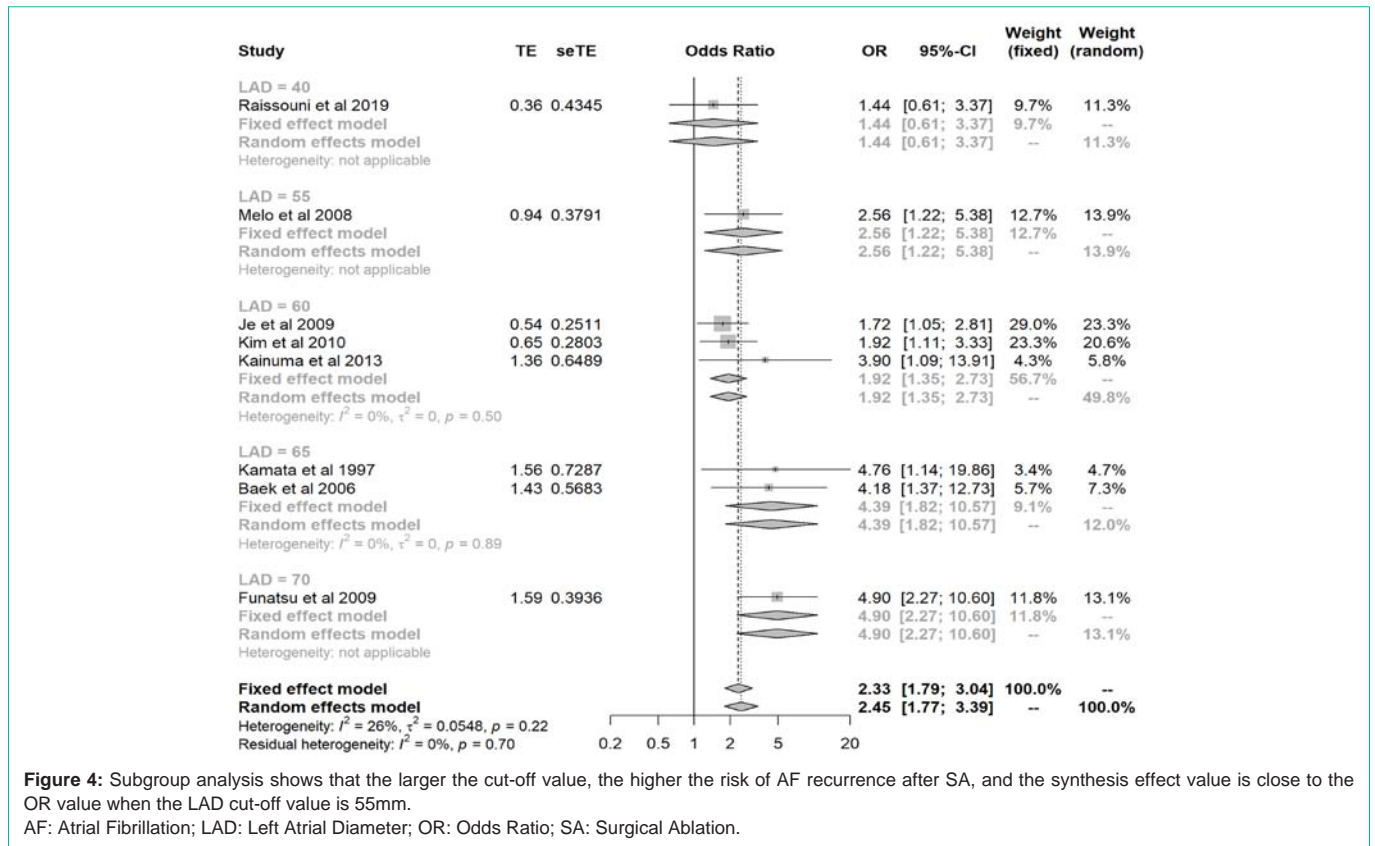 Weight Weight
Study TE seTE Odds Ratio OR 95%-CI (fixed) (random)
LAD = 40
Raissouni et al 2019 0.36 0.4345 1.44 [0.61; 3.37] 9.7% 11.3%
Fixed effect model 1.44 [0.61; 3.37] 9.7% --
Random effects model 1.44 [0.61; 3.37] -- 11.3%
Heterogeneity: not applicable
LAD = 55
Melo et al 2008 0.94 0.3791 2.56 [1.22; 5.38] 12.7% 13.9%
Fixed effect model 2.56 [1.22; 5.38] 12.7% --
Random effects model 2.56 [1.22; 5.38] -- 13.9%
Heterogeneity: not applicable
LAD = 60
Je et al 2009 0.54 0.2511 1.72 [1.05; 2.81] 29.0% 23.3%
Kim et al 2010 0.65 0.2803 1.92 [1.11; 3.33] 23.3% 20.6%
Kainuma et al 2013 1.36 0.6489 3.90 [1.09; 13.91] 4.3% 5.8%
Fixed effect model 1.92 [1.35; 2.73] 56.7% --
Random effects model 1.92 [1.35; 2.73] -- 49.8%
Heterogeneity: I² = 0%, τ² = 0, p = 0.50
LAD = 65
Kamata et al 1997 1.56 0.7287 4.76 [1.14; 19.86] 3.4% 4.7%
Baek et al 2006 1.43 0.5683 4.18 [1.37; 12.73] 5.7% 7.3%
Fixed effect model 4.39 [1.82; 10.57] 9.1% --
Random effects model 4.39 [1.82; 10.57] -- 12.0%
Heterogeneity: I² = 0%, τ² = 0, p = 0.89
LAD = 70
Funatsu et al 2009 1.59 0.3936 4.90 [2.27; 10.60] 11.8% 13.1%
Fixed effect model 4.90 [2.27; 10.60] 11.8% --
Random effects model 4.90 [2.27; 10.60] -- 13.1%
Heterogeneity: not applicable
Fixed effect model 2.33 [1.79; 3.04] 100.0% --
Random effects model 2.45 [1.77; 3.39] -- 100.0%
Heterogeneity: I² = 26%, τ² = 0.0548, p = 0.22
Residual heterogeneity: I² = 0%, p = 0.70 0.2 0.5 1 2 5 20
Figure 4: Subgroup analysis shows that the larger the cut-off value, the higher the risk of AF recurrence after SA, and the synthesis effect value is close to the
OR value when the LAD cut-off value is 55mm.
AF: Atrial Fibrillation; LAD: Left Atrial Diameter; OR: Odds Ratio; SA: Surgical Ablation.